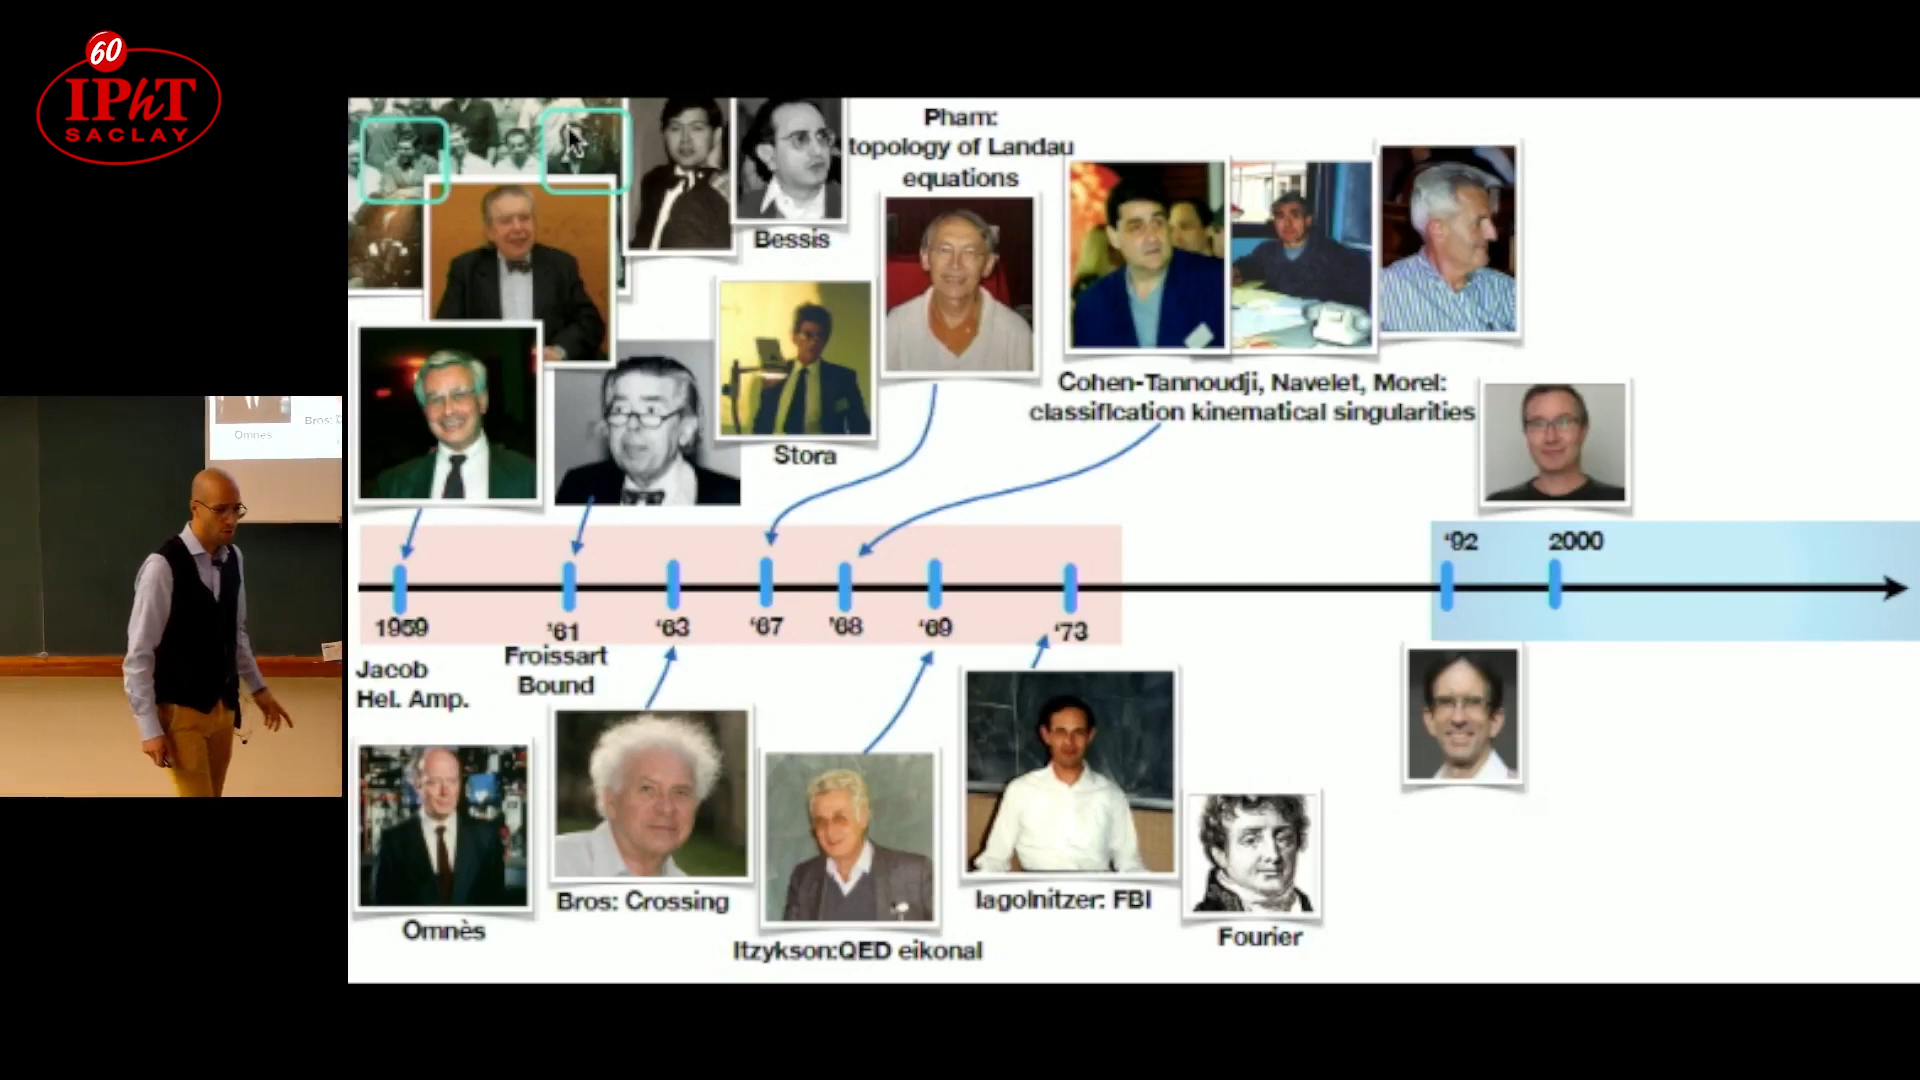 60
IPhT
SACLAY
Omnès
Bros: C
Pham:
topology of Landau
equations
Bessis
Stora
Cohen-Tannoudji, Navelet, Morel:
classification kinematical singularities
'92
2000
1959
'61
'63
'67
'68
'69
'73
Jacob
Hel. Amp.
Froissart
Bound
Omnès
Bros: Crossing
Itzykson:QED eikonal
Iagolnitzer: FBI
Fourier